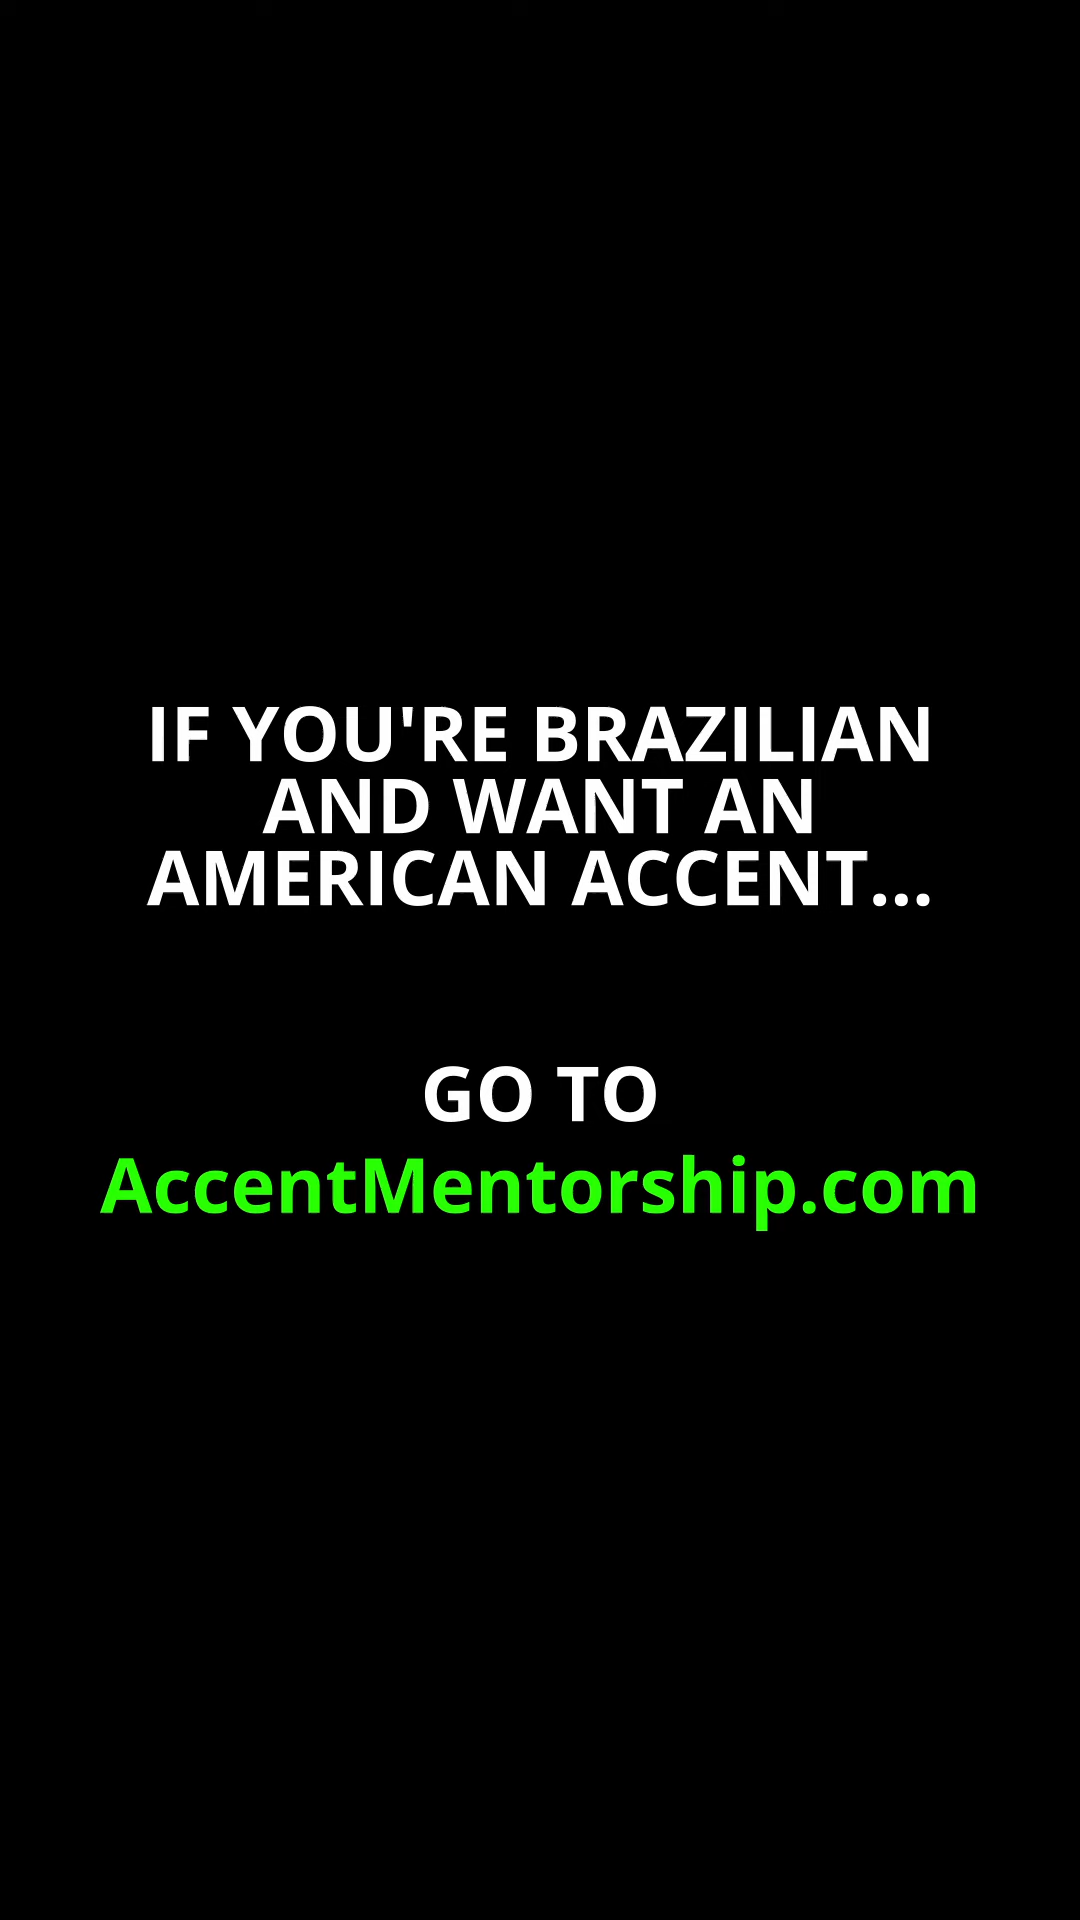 IF YOU'RE BRAZILIAN
AND WANT AN
AMERICAN ACCENT...
GO TO
AccentMentorship.com